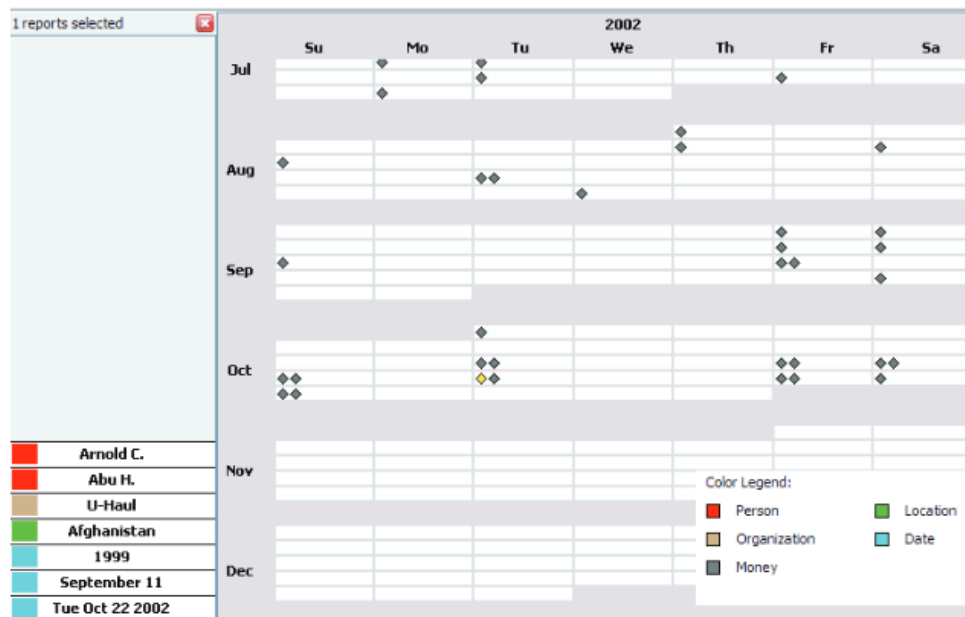 1 reports selected
2002
Su Mo Tu We Th Fr Sa
Jul
Aug
Sep
Oct
Nov
Dec
Arnold C.
Abu H.
U-Haul
Afghanistan
1999
September 11
Tue Oct 22 2002
Color Legend:
Person Location
Organization Date
Money